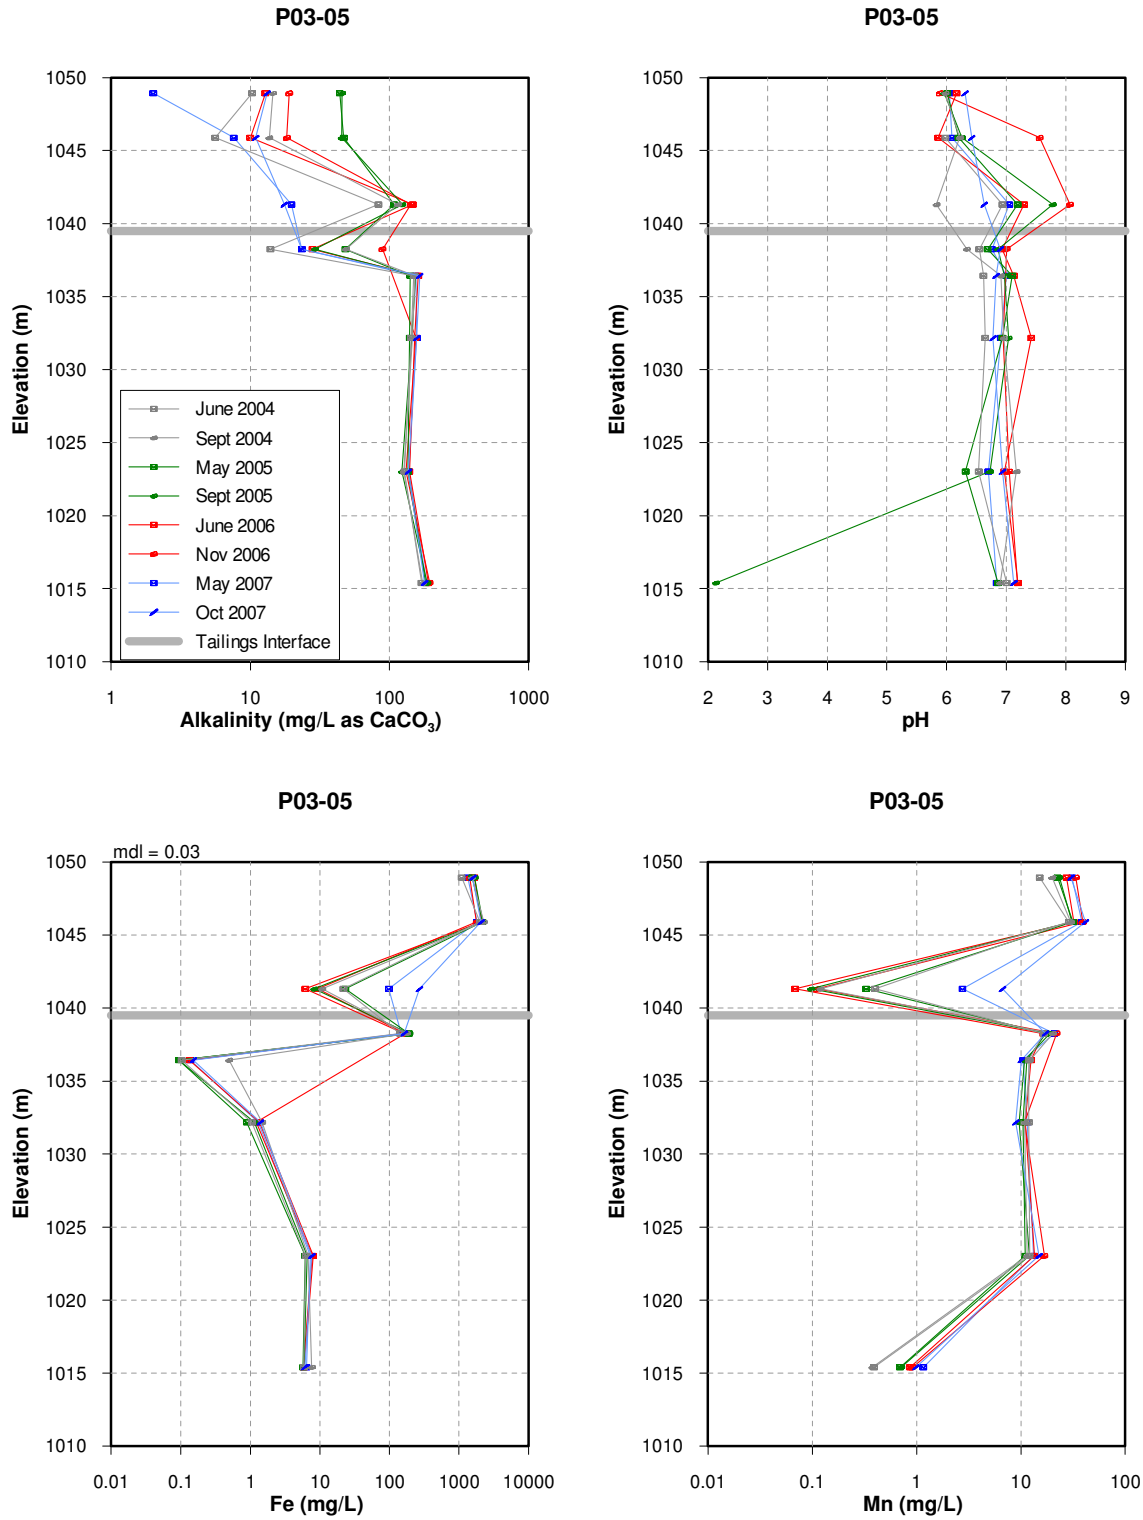 P03-05
1050
1045
1040
1035
1030
1025
1020
1015
1010
Elevation (m)
June 2004
Sept 2004
May 2005
Sept 2005
June 2006
Nov 2006
May 2007
Oct 2007
Tailings Interface
1 10 100 1000
Alkalinity (mg/L as CaCO₃)
P03-05
1050
1045
1040
1035
1030
1025
1020
1015
1010
Elevation (m)
2 3 4 5 6 7 8 9
pH
P03-05
mdl = 0.03
1050
1045
1040
1035
1030
1025
1020
1015
1010
Elevation (m)
0.01 0.1 1 10 100 1000 10000
Fe (mg/L)
P03-05
1050
1045
1040
1035
1030
1025
1020
1015
1010
Elevation (m)
0.01 0.1 1 10 100
Mn (mg/L)